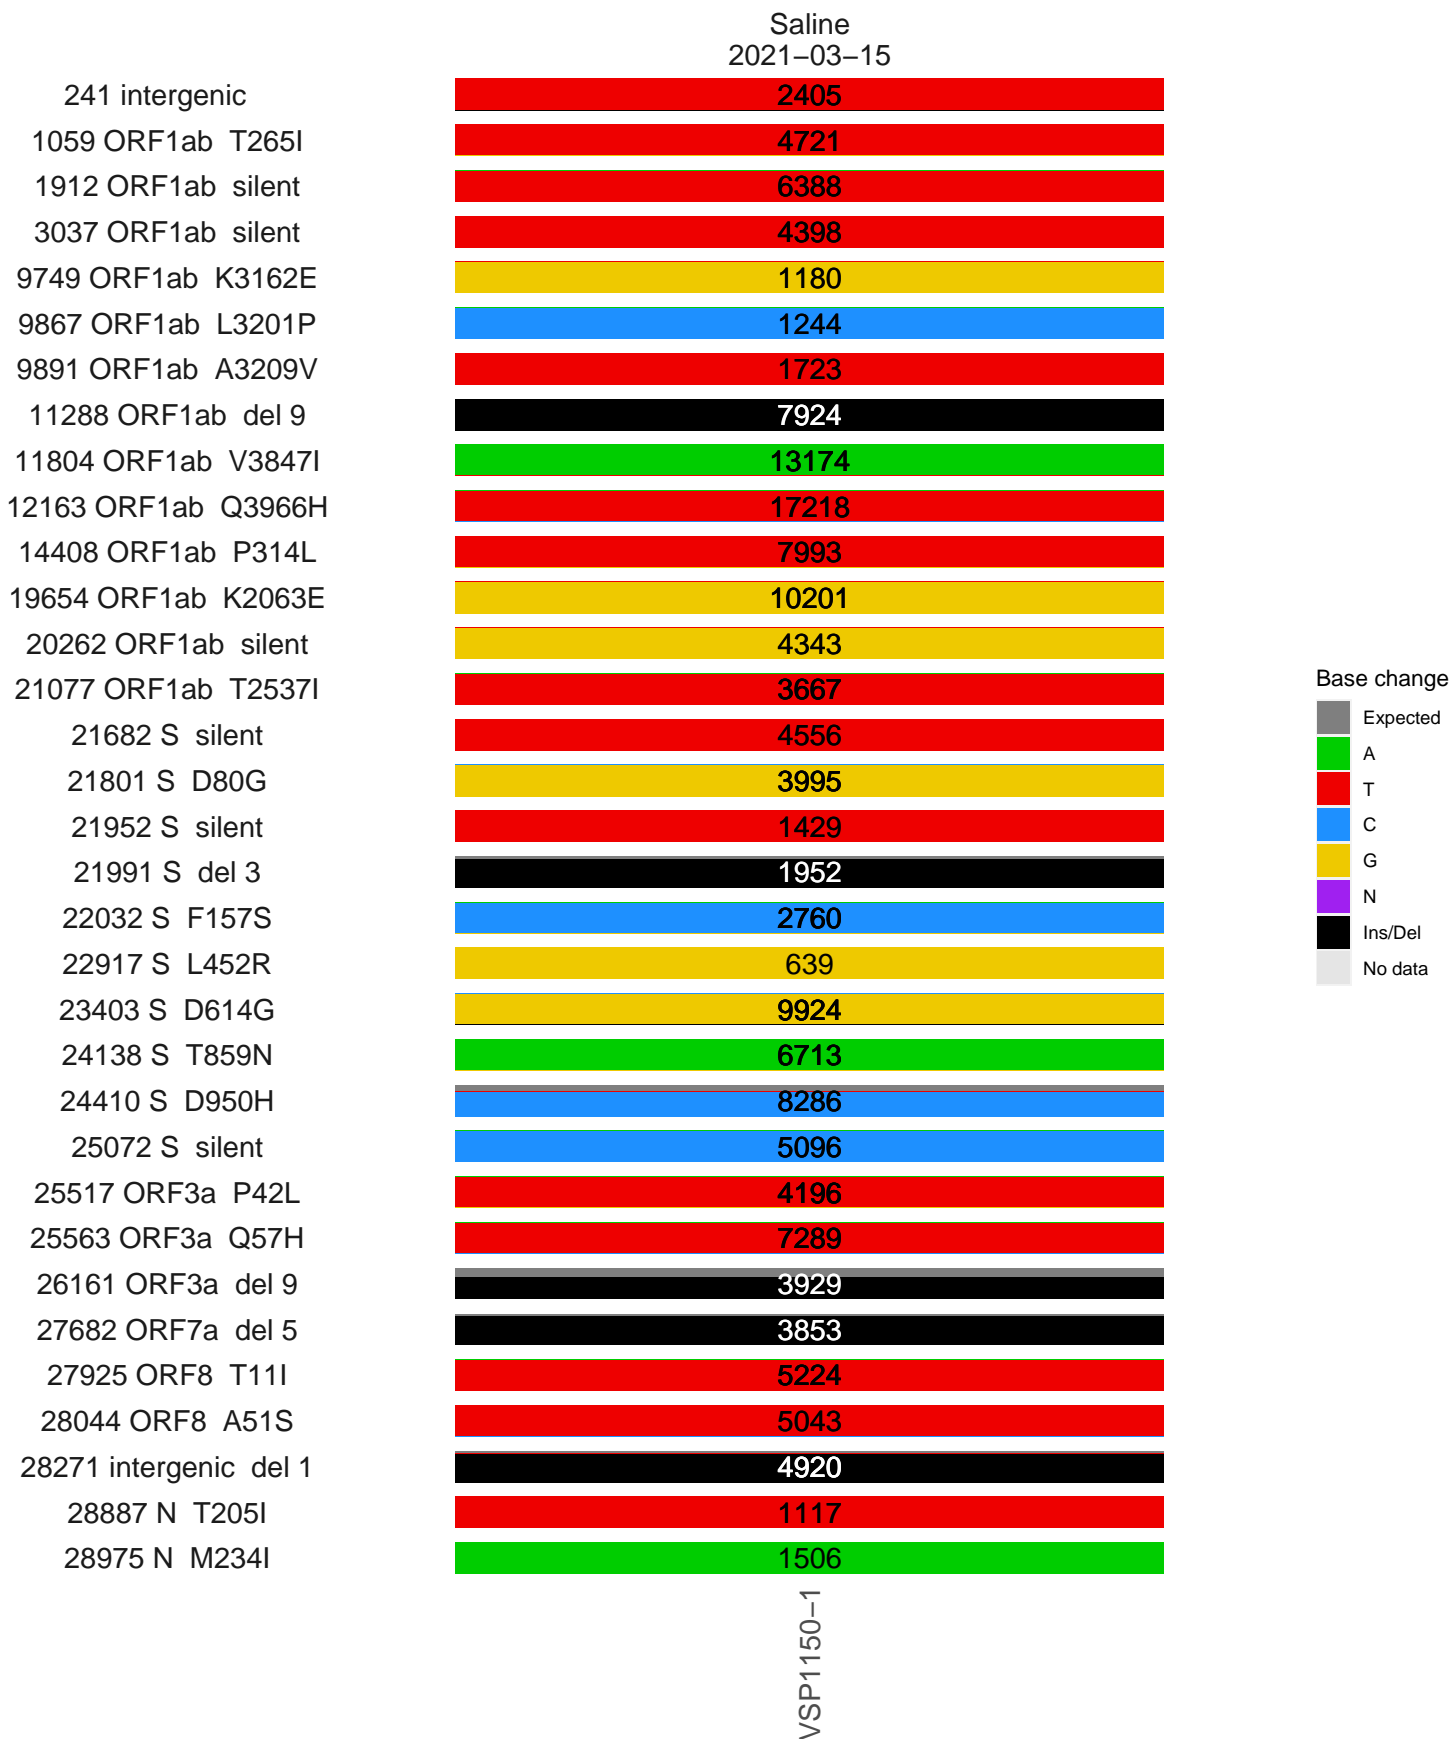 Saline
2021−03−15
241 intergenic 2405
1059 ORF1ab T265I 4721
1912 ORF1ab silent 6388
3037 ORF1ab silent 4398
9749 ORF1ab K3162E 1180
9867 ORF1ab L3201P 1244
9891 ORF1ab A3209V 1723
11288 ORF1ab del 9 7924
11804 ORF1ab V3847I 13174
12163 ORF1ab Q3966H 17218
14408 ORF1ab P314L 7993
19654 ORF1ab K2063E 10201
20262 ORF1ab silent 4343
21077 ORF1ab T2537I 3667
21682 S silent 4556
21801 S D80G 3995
21952 S silent 1429
21991 S del 3 1952
22032 S F157S 2760
22917 S L452R 639
23403 S D614G 9924
24138 S T859N 6713
24410 S D950H 8286
25072 S silent 5096
25517 ORF3a P42L 4196
25563 ORF3a Q57H 7289
26161 ORF3a del 9 3929
27682 ORF7a del 5 3853
27925 ORF8 T11I 5224
28044 ORF8 A51S 5043
28271 intergenic del 1 4920
28887 N T205I 1117
28975 N M234I 1506
VSP1150−1
Base change
Expected
A
T
C
G
N
Ins/Del
No data